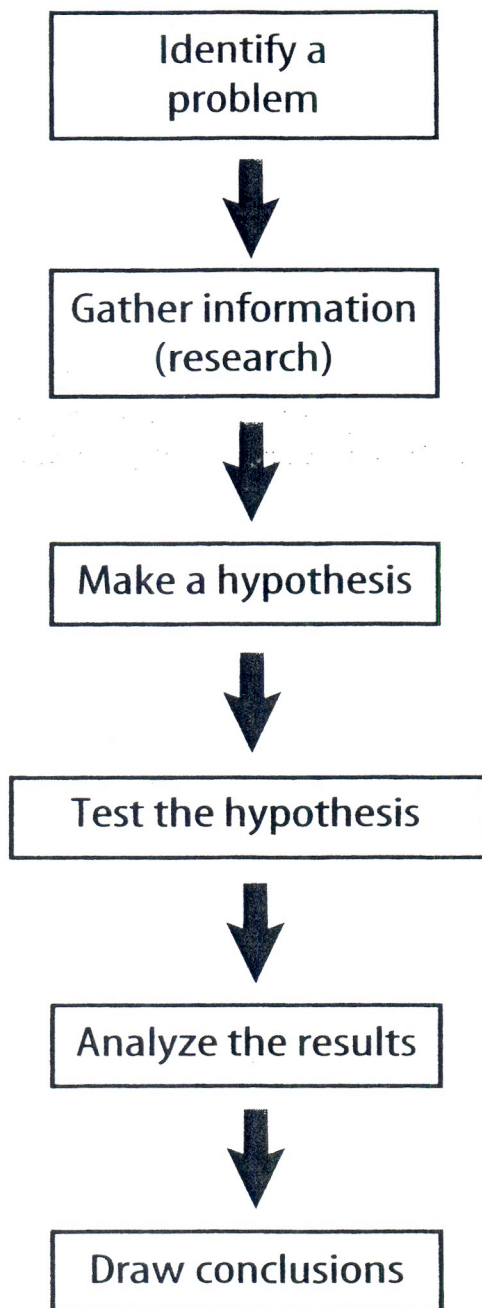 Identify a
problem
Gather information
(research)
Make a hypothesis
Test the hypothesis
Analyze the results
Draw conclusions